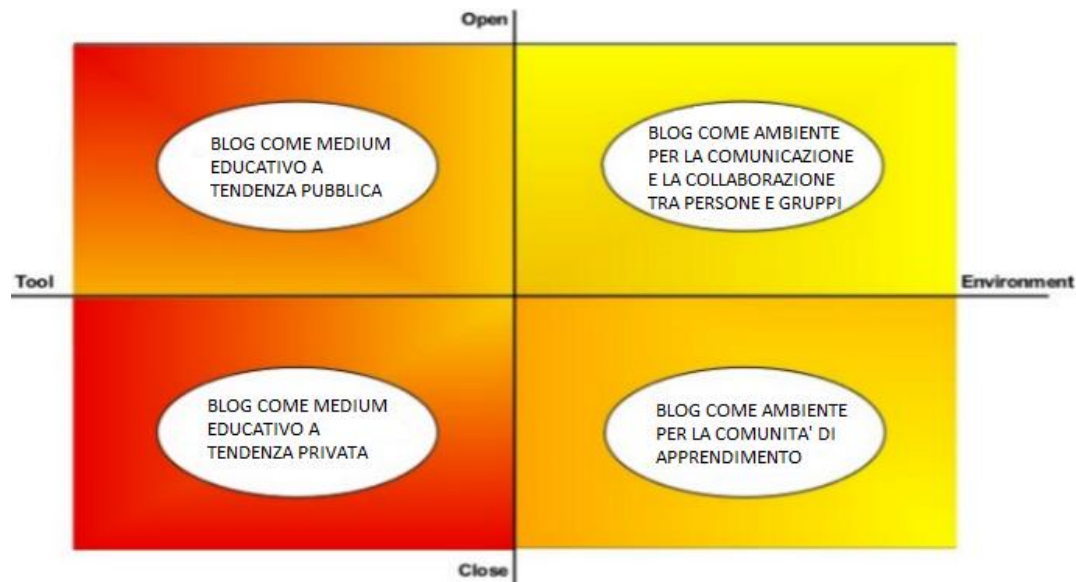 Open
BLOG COME MEDIUM
EDUCATIVO A
TENDENZA PUBBLICA
BLOG COME AMBIENTE
PER LA COMUNICAZIONE
E LA COLLABORAZIONE
TRA PERSONE E GRUPPI
Tool
Environment
BLOG COME MEDIUM
EDUCATIVO A
TENDENZA PRIVATA
BLOG COME AMBIENTE
PER LA COMUNITA' DI
APPRENDIMENTO
Close